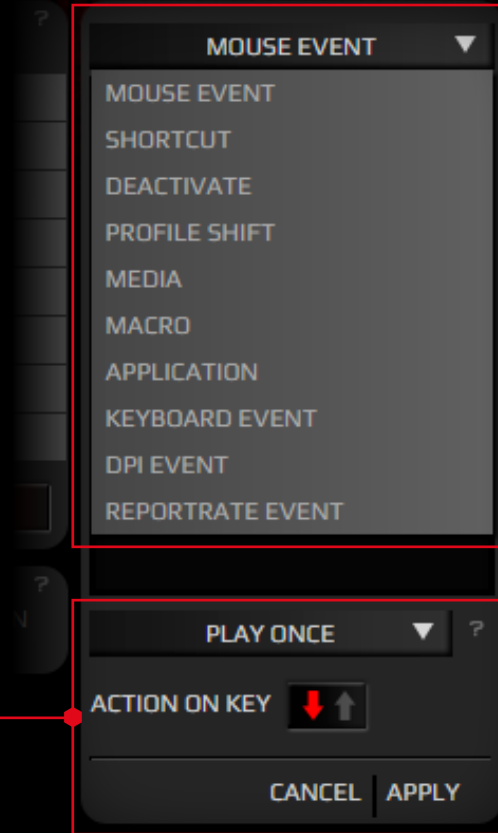 ?
MOUSE EVENT
MOUSE EVENT
SHORTCUT
DEACTIVATE
PROFILE SHIFT
MEDIA
MACRO
APPLICATION
KEYBOARD EVENT
DPI EVENT
REPORTRATE EVENT
?
N
PLAY ONCE
?
ACTION ON KEY
CANCEL
APPLY